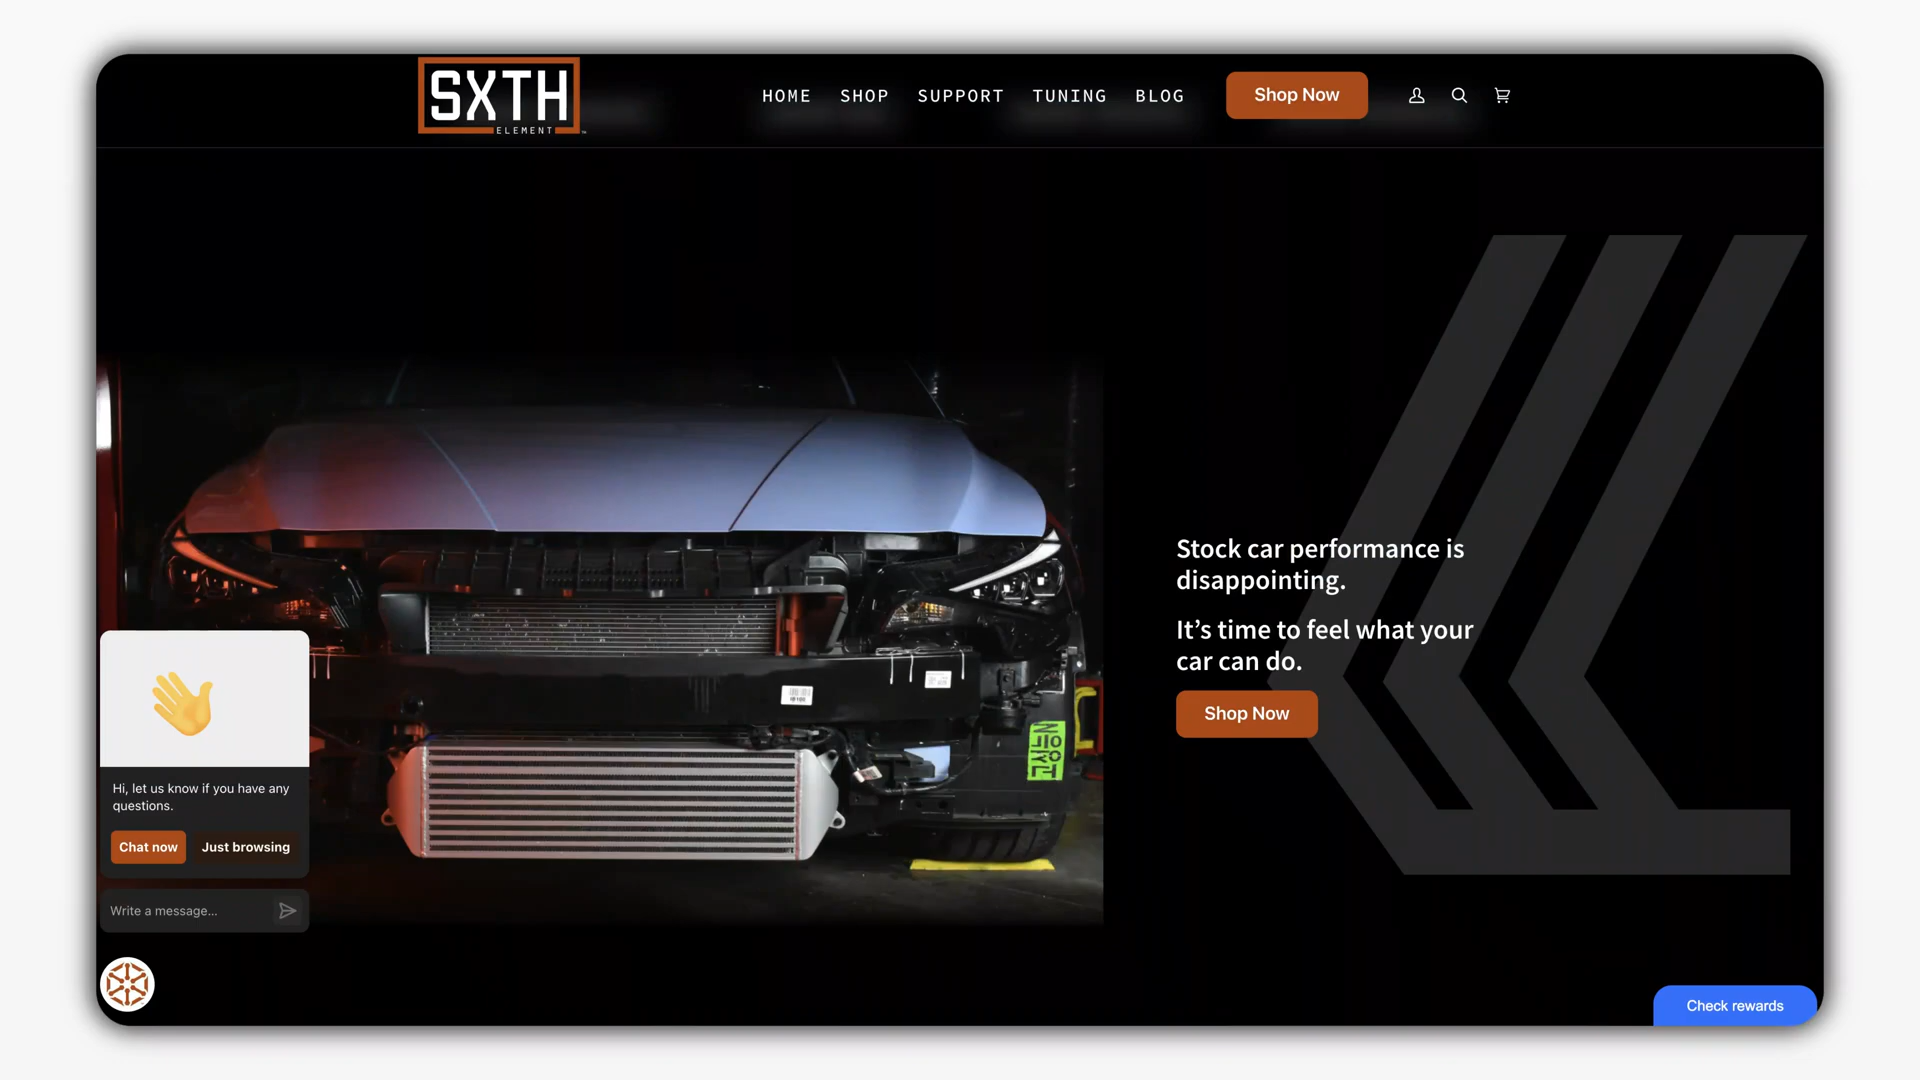 SXTH
ELEMENT
HOME
SHOP
SUPPORT
TUNING
BLOG
Shop Now
Stock car performance is
disappointing.
It's time to feel what your
car can do.
Shop Now
Hi, let us know if you have any
questions.
Chat now
Just browsing
Write a message...
Check rewards